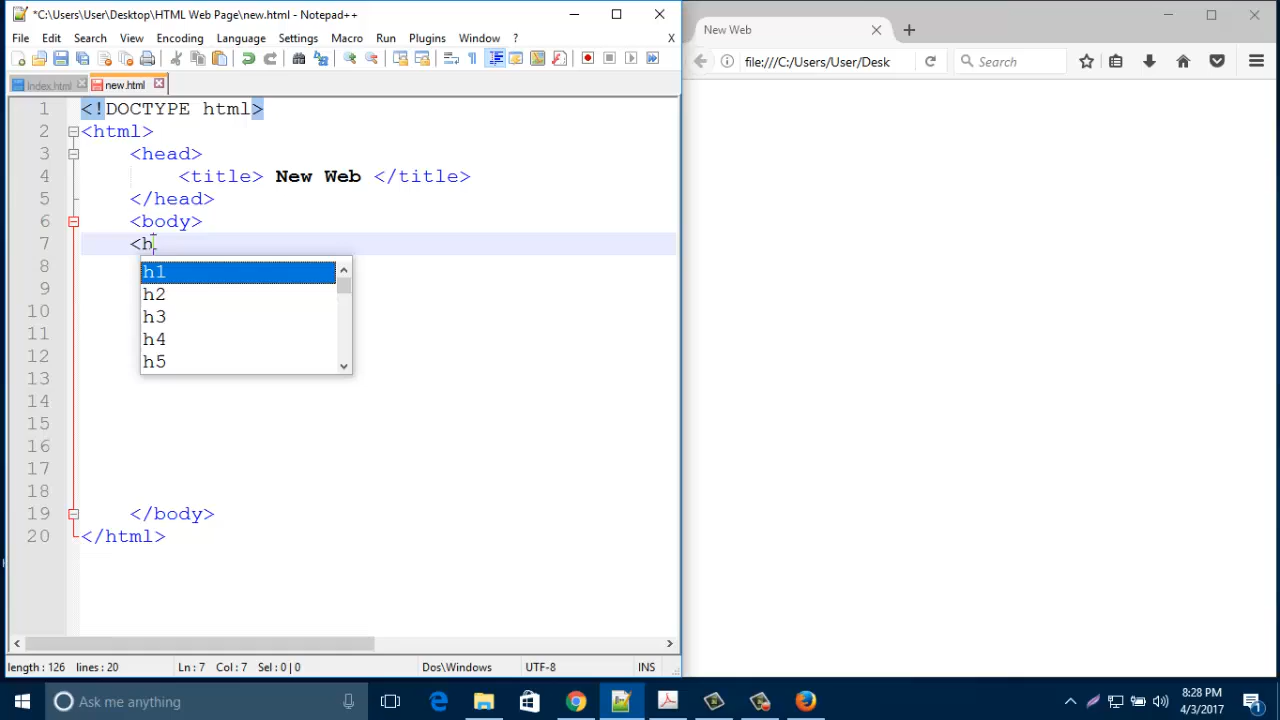 *C:\Users\User\Desktop\HTML Web Page\new.html - Notepad++
File Edit Search View Encoding Language Settings Macro Run Plugins Window ? X
Index.html new.html
1 <!DOCTYPE html>
2 <html>
3 <head>
4 <title> New Web </title>
5 </head>
6 <body>
7 <h
8
9
10
11
12
13
14
15
16
17
18
19 </body>
20 </html>
h1
h2
h3
h4
h5
length : 126 lines : 20 Ln : 7 Col : 7 Sel : 0 | 0 Dos\Windows UTF-8 INS
New Web
file:///C:/Users/User/Desk
Search
Ask me anything
8:28 PM
4/3/2017
1